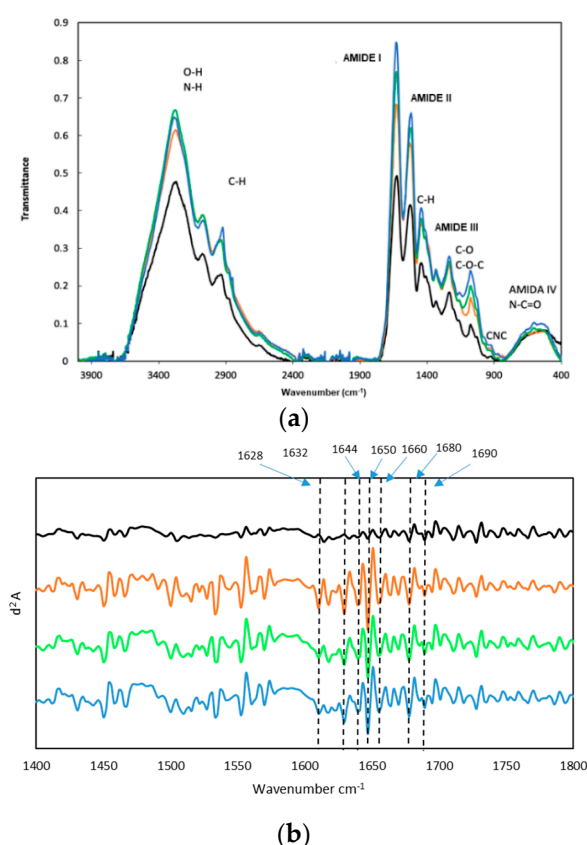 (a)
Transmittance
0.9
0.8
0.7
0.6
0.5
0.4
0.3
0.2
0.1
0
O-H
N-H
C-H
AMIDE I
AMIDE II
C-H
AMIDE III
C-O
C-O-C
CNC
AMIDA IV
N-C=O
3900 3400 2900 2400 1900 1400 900 400
Wavenumber (cm-1)
(a)
1628 1632 1644 1650 1660 1680 1690
d²A
1400 1450 1500 1550 1600 1650 1700 1750 1800
Wavenumber cm-1
(b)